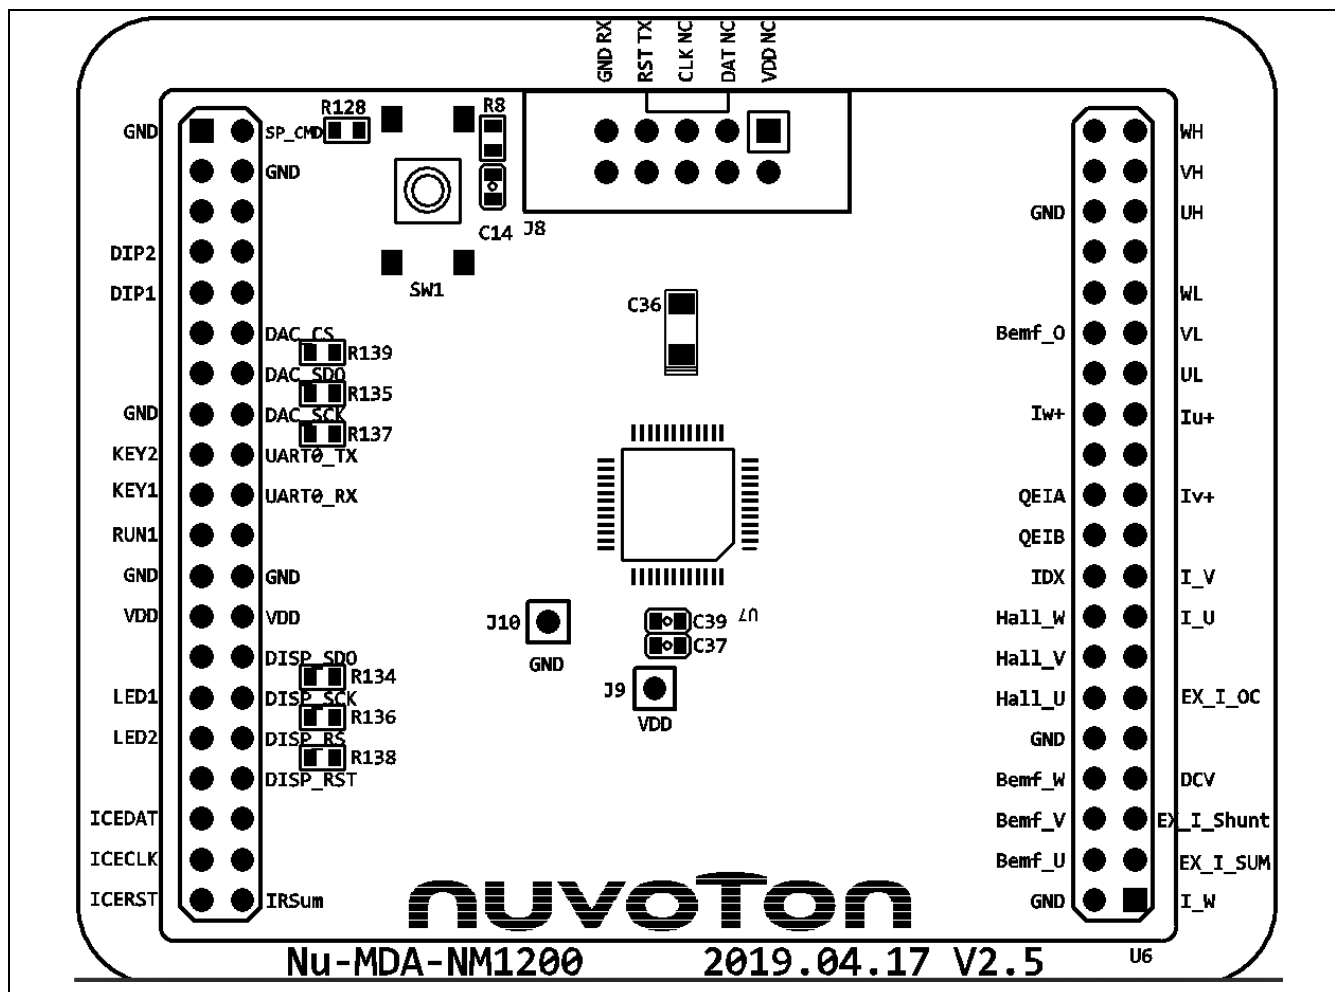 GND RX
RST TX
CLK NC
DAT NC
VDD NC
R128
R8
GND
SP_CMD
WH
GND
VH
C14
J8
GND
UH
DIP2
DIP1
SW1
WL
C36
DAC_CS
Bemf_O
VL
R139
DAC_SDO
UL
R135
GND
DAC_SCK
Iw+
Iu+
R137
KEY2
UART0_TX
KEY1
UART0_RX
QEIA
Iv+
RUN1
QEIB
GND
GND
IDX
I_V
VDD
VDD
J10
C39
U7
Hall_W
I_U
C37
DISP_SDO
GND
Hall_V
R134
J9
LED1
DISP_SCK
Hall_U
EX_I_OC
R136
VDD
LED2
DISP_RS
GND
R138
DISP_RST
Bemf_W
DCV
ICEDAT
Bemf_V
EX_I_Shunt
ICECLK
Bemf_U
EX_I_SUM
ICERST
IRSum
nuvoTon
GND
I_W
Nu-MDA-NM1200 2019.04.17 V2.5
U6